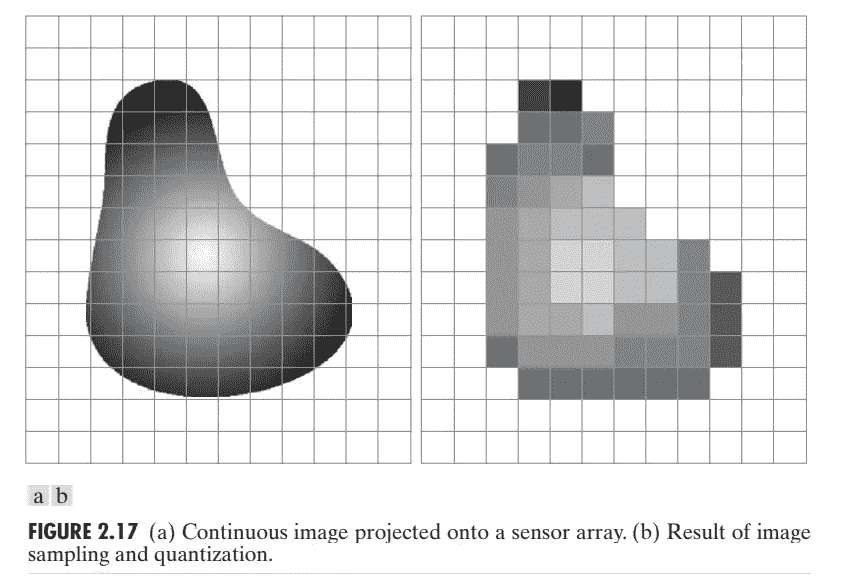 a b
FIGURE 2.17 (a) Continuous image projected onto a sensor array. (b) Result of image
sampling and quantization.